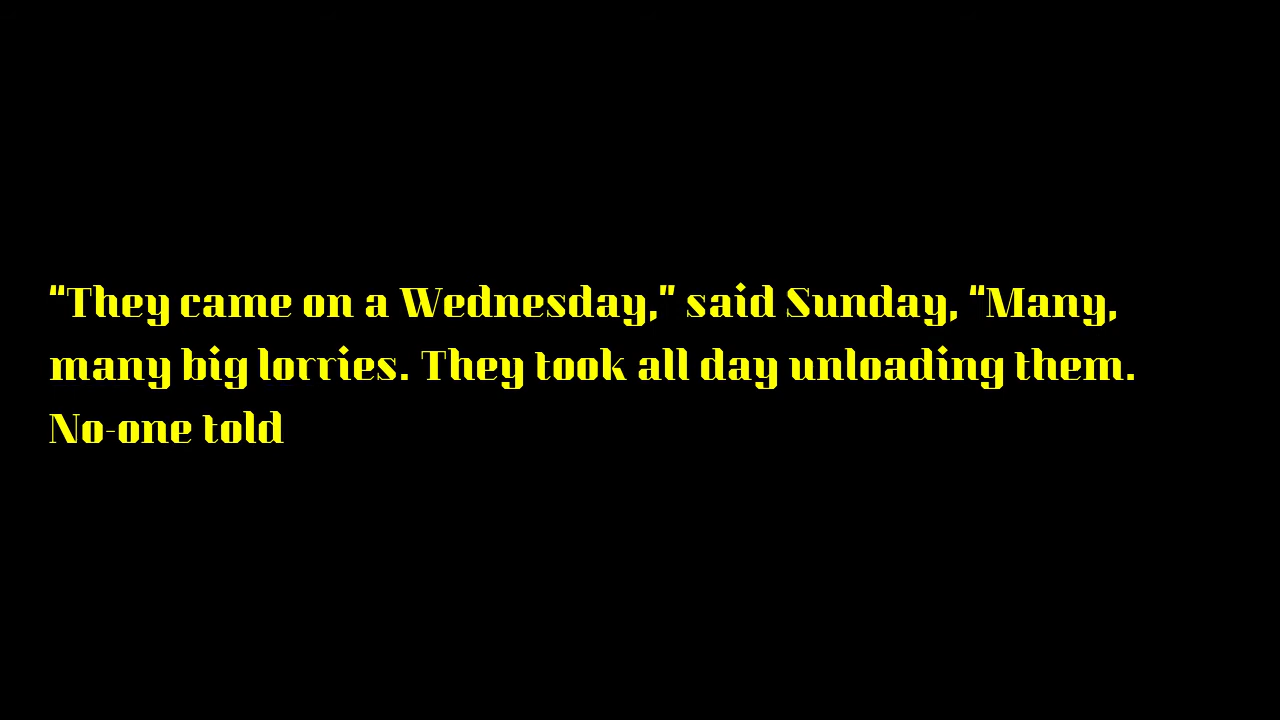 “They came on a Wednesday,” said Sunday, “Many,
many big lorries. They took all day unloading them.
No-one told